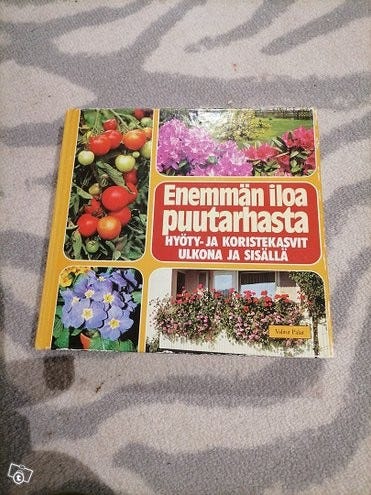 Enemmän iloa
puutarhasta
HYÖTY- JA KORISTEKASVIT
ULKONA JA SISÄLLÄ
Valitut Palat